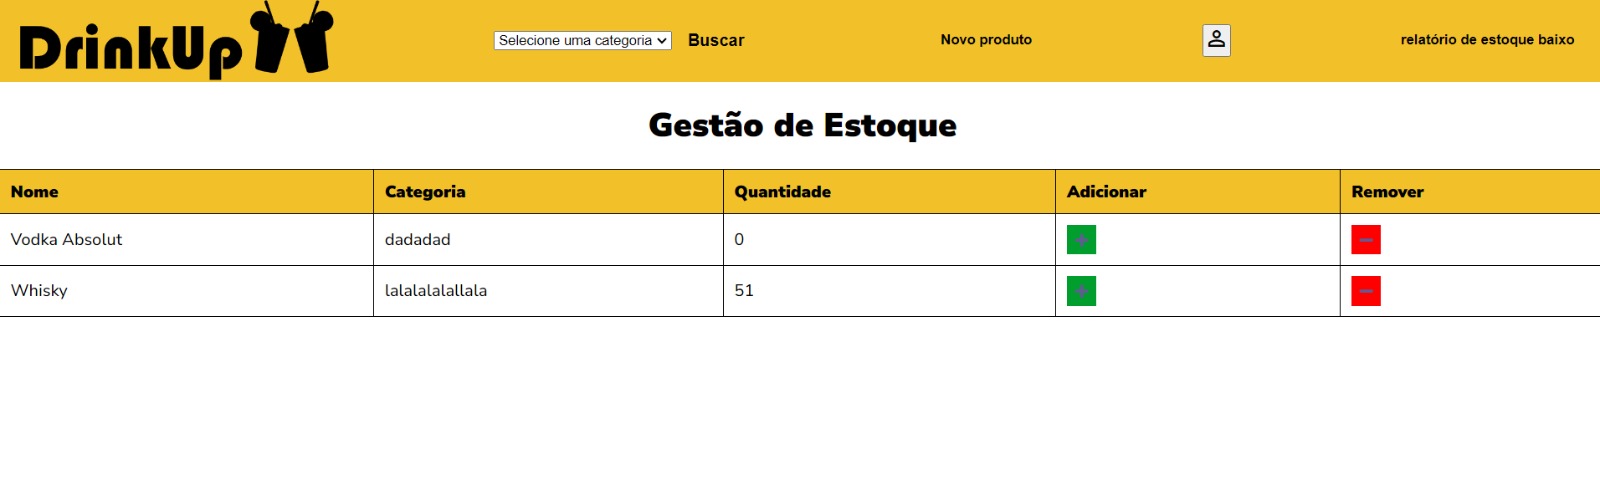 DrinkUp
Selecione uma categoria Buscar Novo produto relatório de estoque baixo
Gestão de Estoque
Nome Categoria Quantidade Adicionar Remover
Vodka Absolut dadadad 0 + −
Whisky lalalalalallala 51 + −